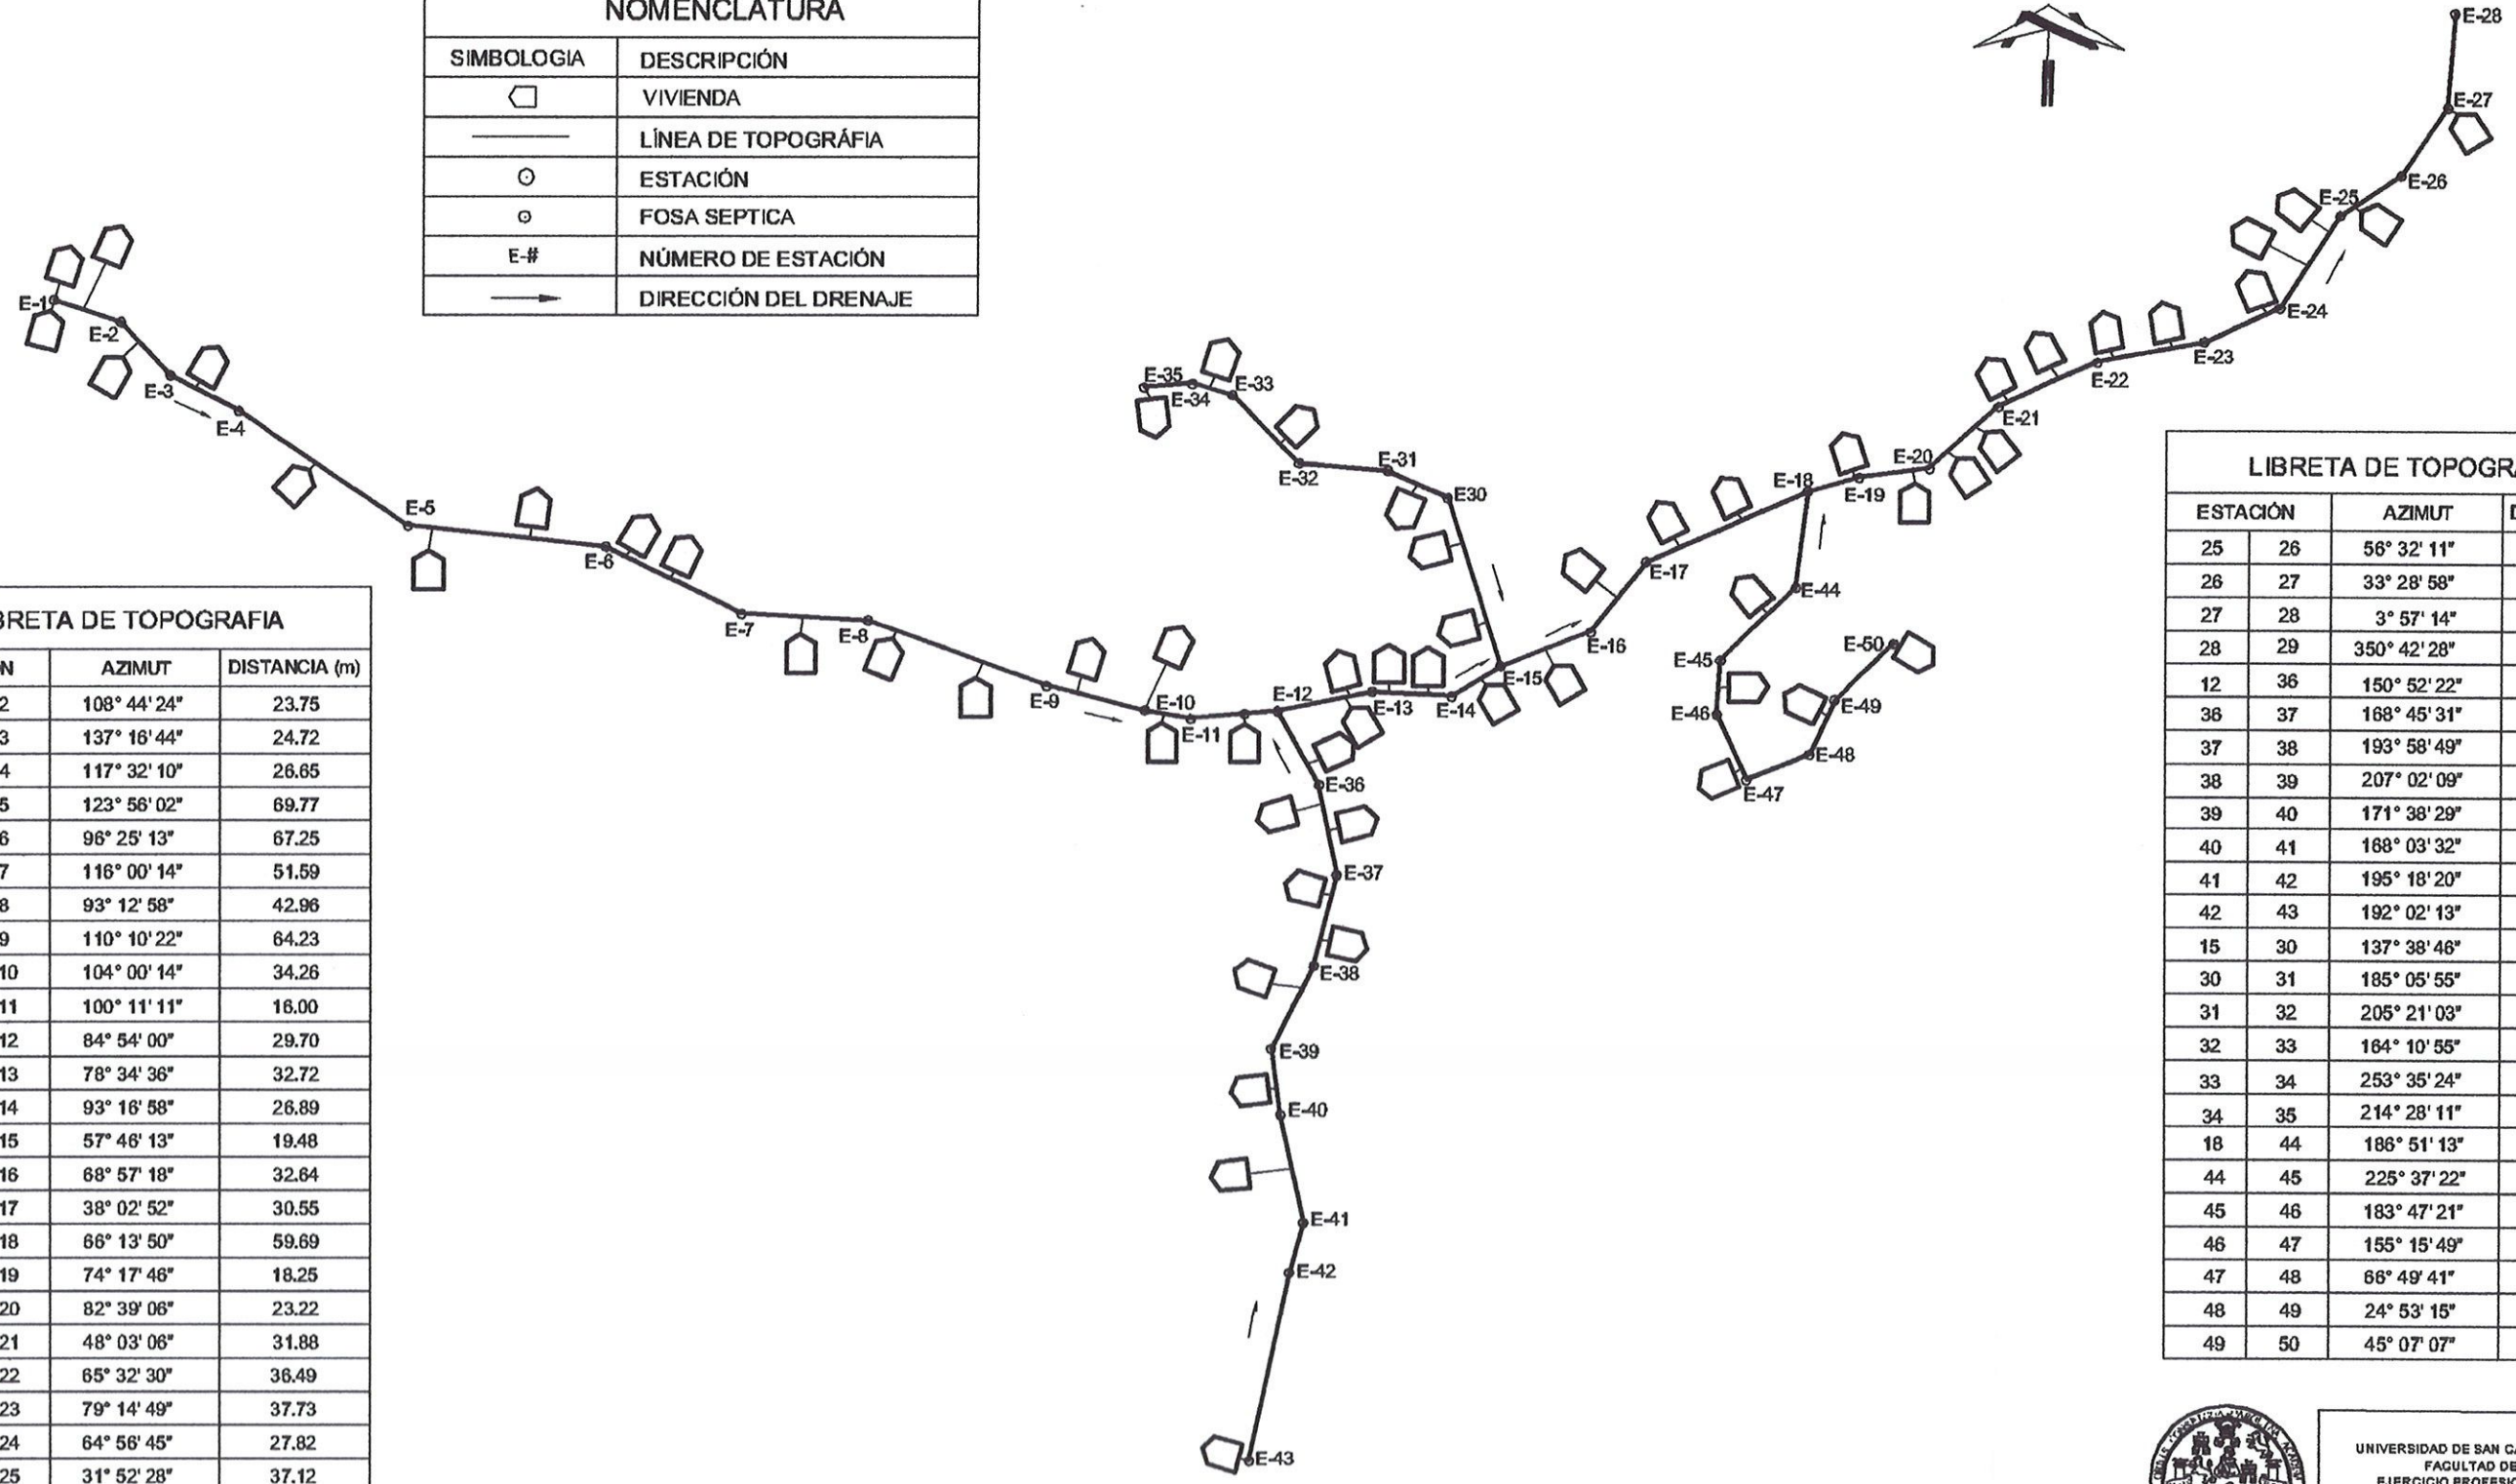 NOMENCLATURA
SIMBOLOGIA DESCRIPCIÓN
VIVIENDA
LÍNEA DE TOPOGRÁFIA
ESTACIÓN
FOSA SEPTICA
E-# NÚMERO DE ESTACIÓN
DIRECCIÓN DEL DRENAJE
E-28
E-27
E-26
E-25
E-24
E-23
E-22
E-21
E-20
E-19
E-18
E-17
E-16
E-15
E-14
E-13
E-12
E-11
E-10
E-9
E-8
E-7
E-6
E-5
E-4
E-3
E-2
E-1
E-35
E-34
E-33
E-32
E-31
E30
E-44
E-45
E-46
E-47
E-48
E-49
E-50
E-36
E-37
E-38
E-39
E-40
E-41
E-42
E-43
BRETA DE TOPOGRAFIA
N AZIMUT DISTANCIA (m)
2 108° 44' 24" 23.75
3 137° 16' 44" 24.72
4 117° 32' 10" 26.65
5 123° 56' 02" 69.77
6 96° 25' 13" 67.25
7 116° 00' 14" 51.59
8 93° 12' 58" 42.96
9 110° 10' 22" 64.23
10 104° 00' 14" 34.26
11 100° 11' 11" 16.00
12 84° 54' 00" 29.70
13 78° 34' 36" 32.72
14 93° 16' 58" 26.89
15 57° 46' 13" 19.48
16 68° 57' 18" 32.64
17 38° 02' 52" 30.55
18 66° 13' 50" 59.69
19 74° 17' 46" 18.25
20 82° 39' 06" 23.22
21 48° 03' 06" 31.88
22 65° 32' 30" 36.49
23 79° 14' 49" 37.73
24 64° 56' 45" 27.82
25 31° 52' 28" 37.12
LIBRETA DE TOPOGRA
ESTACIÓN AZIMUT D
25 26 56° 32' 11"
26 27 33° 28' 58"
27 28 3° 57' 14"
28 29 350° 42' 28"
12 36 150° 52' 22"
36 37 168° 45' 31"
37 38 193° 58' 49"
38 39 207° 02' 09"
39 40 171° 38' 29"
40 41 168° 03' 32"
41 42 195° 18' 20"
42 43 192° 02' 13"
15 30 137° 38' 46"
30 31 185° 05' 55"
31 32 205° 21' 03"
32 33 164° 10' 55"
33 34 253° 35' 24"
34 35 214° 28' 11"
18 44 186° 51' 13"
44 45 225° 37' 22"
45 46 183° 47' 21"
46 47 155° 15' 49"
47 48 66° 49' 41"
48 49 24° 53' 15"
49 50 45° 07' 07"
UNIVERSIDAD DE SAN CA
FACULTAD DE
EJERCICIO PROFESIO